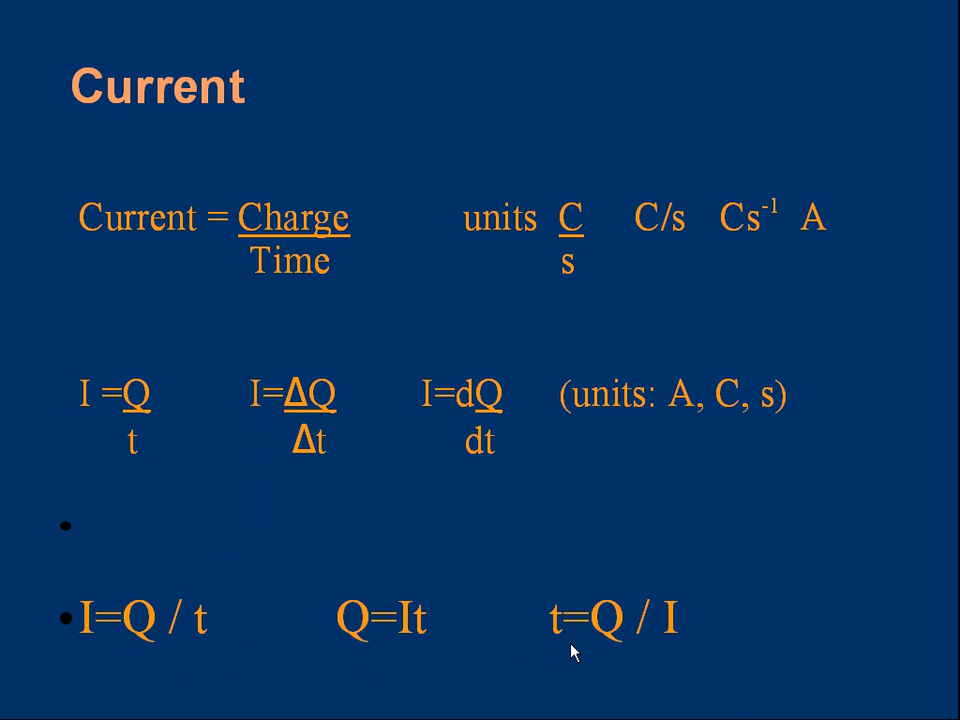 Current
Current = Charge units C C/s Cs⁻¹ A
Time s
I =Q I=ΔQ I=dQ (units: A, C, s)
t Δt dt
•
•I=Q / t Q=It t=Q / I